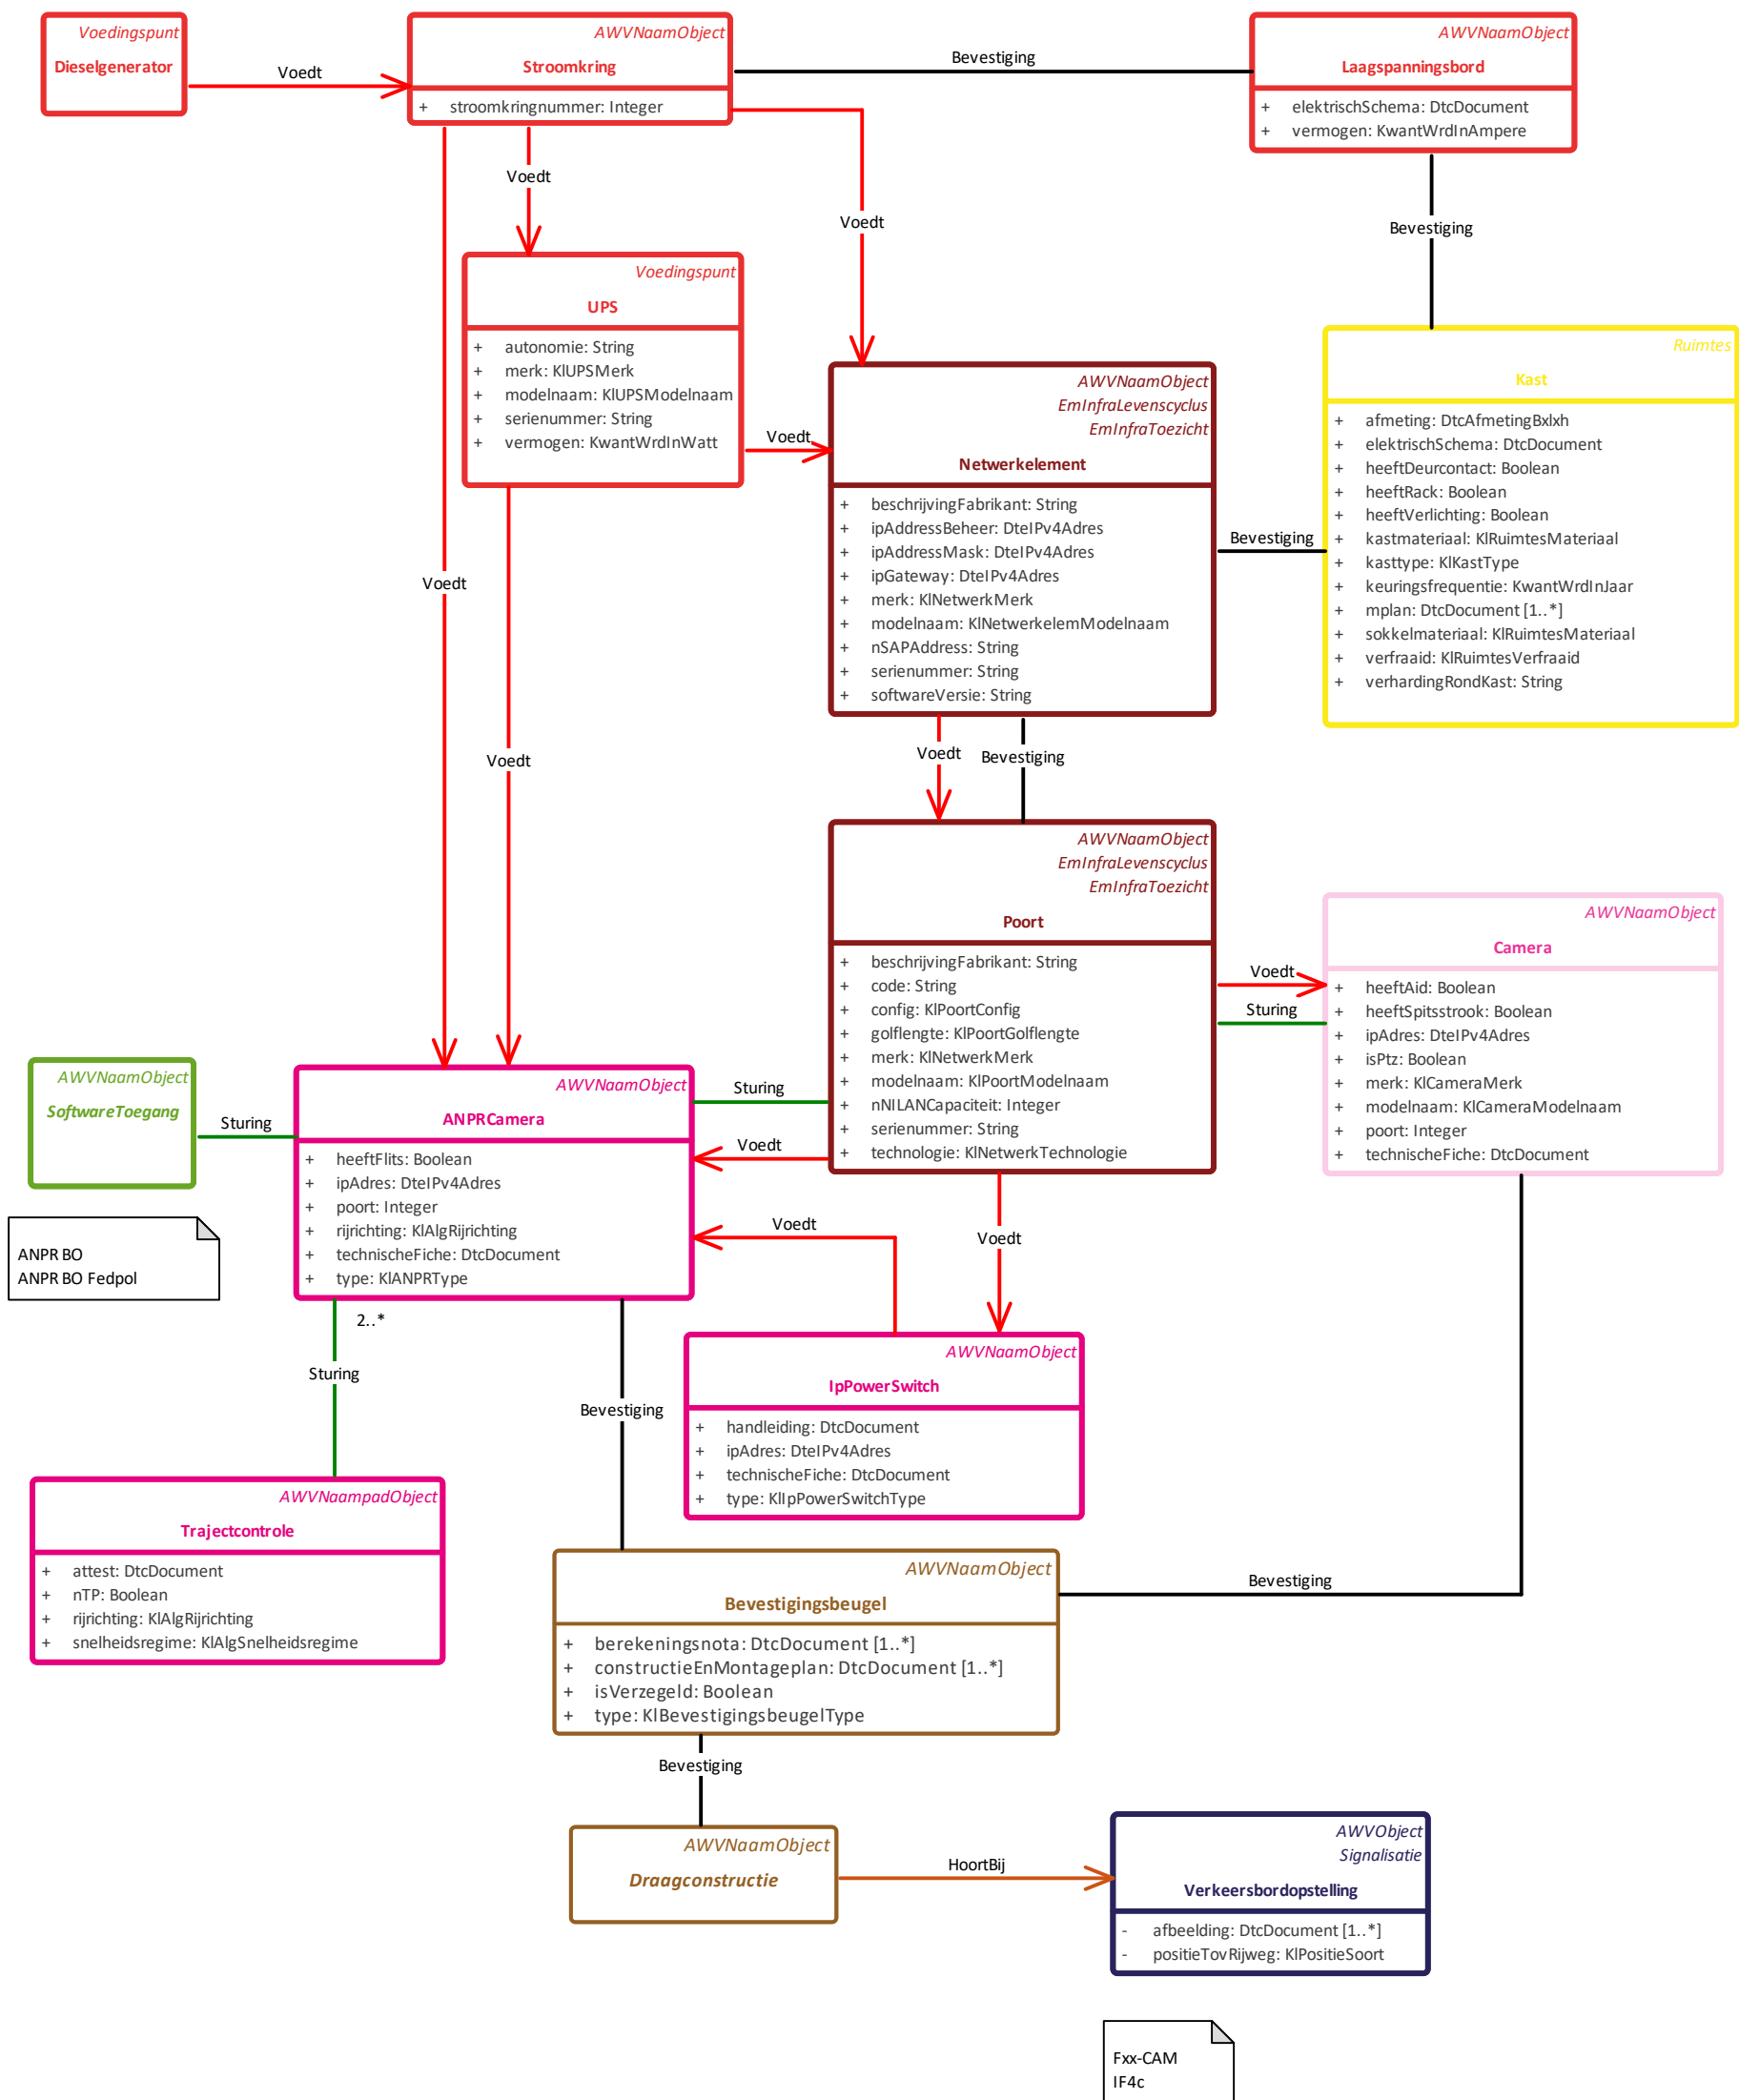 Voedingspunt
Dieselgenerator
Voedt
AWVNaamObject
Stroomkring
+ stroomkringnummer: Integer
Bevestiging
AWVNaamObject
Laagspanningsbord
+ elektrischSchema: DtcDocument
+ vermogen: KwantWrdInAmpere
Voedt
Voedt
Bevestiging
Voedingspunt
UPS
+ autonomie: String
+ merk: KlUPSMerk
+ modelnaam: KlUPSModelnaam
+ serienummer: String
+ vermogen: KwantWrdInWatt
Voedt
AWVNaamObject
EmInfraLevenscyclus
EmInfraToezicht
Netwerkelement
+ beschrijvingFabrikant: String
+ ipAddressBeheer: DteIPv4Adres
+ ipAddressMask: DteIPv4Adres
+ ipGateway: DteIPv4Adres
+ merk: KlNetwerkMerk
+ modelnaam: KlNetwerkelemModelnaam
+ nSAPAddress: String
+ serienummer: String
+ softwareVersie: String
Bevestiging
Ruimtes
Kast
+ afmeting: DtcAfmetingBxlxh
+ elektrischSchema: DtcDocument
+ heeftDeurcontact: Boolean
+ heeftRack: Boolean
+ heeftVerlichting: Boolean
+ kastmateriaal: KlRuimtesMateriaal
+ kasttype: KlKastType
+ keuringsfrequentie: KwantWrdInJaar
+ mplan: DtcDocument [1..*]
+ sokkelmateriaal: KlRuimtesMateriaal
+ verfraaid: KlRuimtesVerfraaid
+ verhardingRondKast: String
Voedt
Voedt
Voedt
Bevestiging
AWVNaamObject
EmInfraLevenscyclus
EmInfraToezicht
Poort
+ beschrijvingFabrikant: String
+ code: String
+ config: KlPoortConfig
+ golflengte: KlPoortGolflengte
+ merk: KlNetwerkMerk
+ modelnaam: KlPoortModelnaam
+ nNILANCapaciteit: Integer
+ serienummer: String
+ technologie: KlNetwerkTechnologie
Voedt
Sturing
AWVNaamObject
Camera
+ heeftAid: Boolean
+ heeftSpitsstrook: Boolean
+ ipAdres: DteIPv4Adres
+ isPtz: Boolean
+ merk: KlCameraMerk
+ modelnaam: KlCameraModelnaam
+ poort: Integer
+ technischeFiche: DtcDocument
AWVNaamObject
SoftwareToegang
Sturing
AWVNaamObject
ANPRCamera
+ heeftFlits: Boolean
+ ipAdres: DteIPv4Adres
+ poort: Integer
+ rijrichting: KlAlgRijrichting
+ technischeFiche: DtcDocument
+ type: KlANPRType
Sturing
Voedt
Voedt
Voedt
ANPR BO
ANPR BO Fedpol
2..*
Sturing
Bevestiging
AWVNaamObject
IpPowerSwitch
+ handleiding: DtcDocument
+ ipAdres: DteIPv4Adres
+ technischeFiche: DtcDocument
+ type: KlIpPowerSwitchType
AWVNaampadObject
Trajectcontrole
+ attest: DtcDocument
+ nTP: Boolean
+ rijrichting: KlAlgRijrichting
+ snelheidsregime: KlAlgSnelheidsregime
AWVNaamObject
Bevestigingsbeugel
+ berekeningsnota: DtcDocument [1..*]
+ constructieEnMontageplan: DtcDocument [1..*]
+ isVerzegeld: Boolean
+ type: KlBevestigingsbeugelType
Bevestiging
Bevestiging
AWVNaamObject
Draagconstructie
HoortBij
AWVObject
Signalisatie
Verkeersbordopstelling
- afbeelding: DtcDocument [1..*]
- positieTovRijweg: KlPositieSoort
Fxx-CAM
IF4c